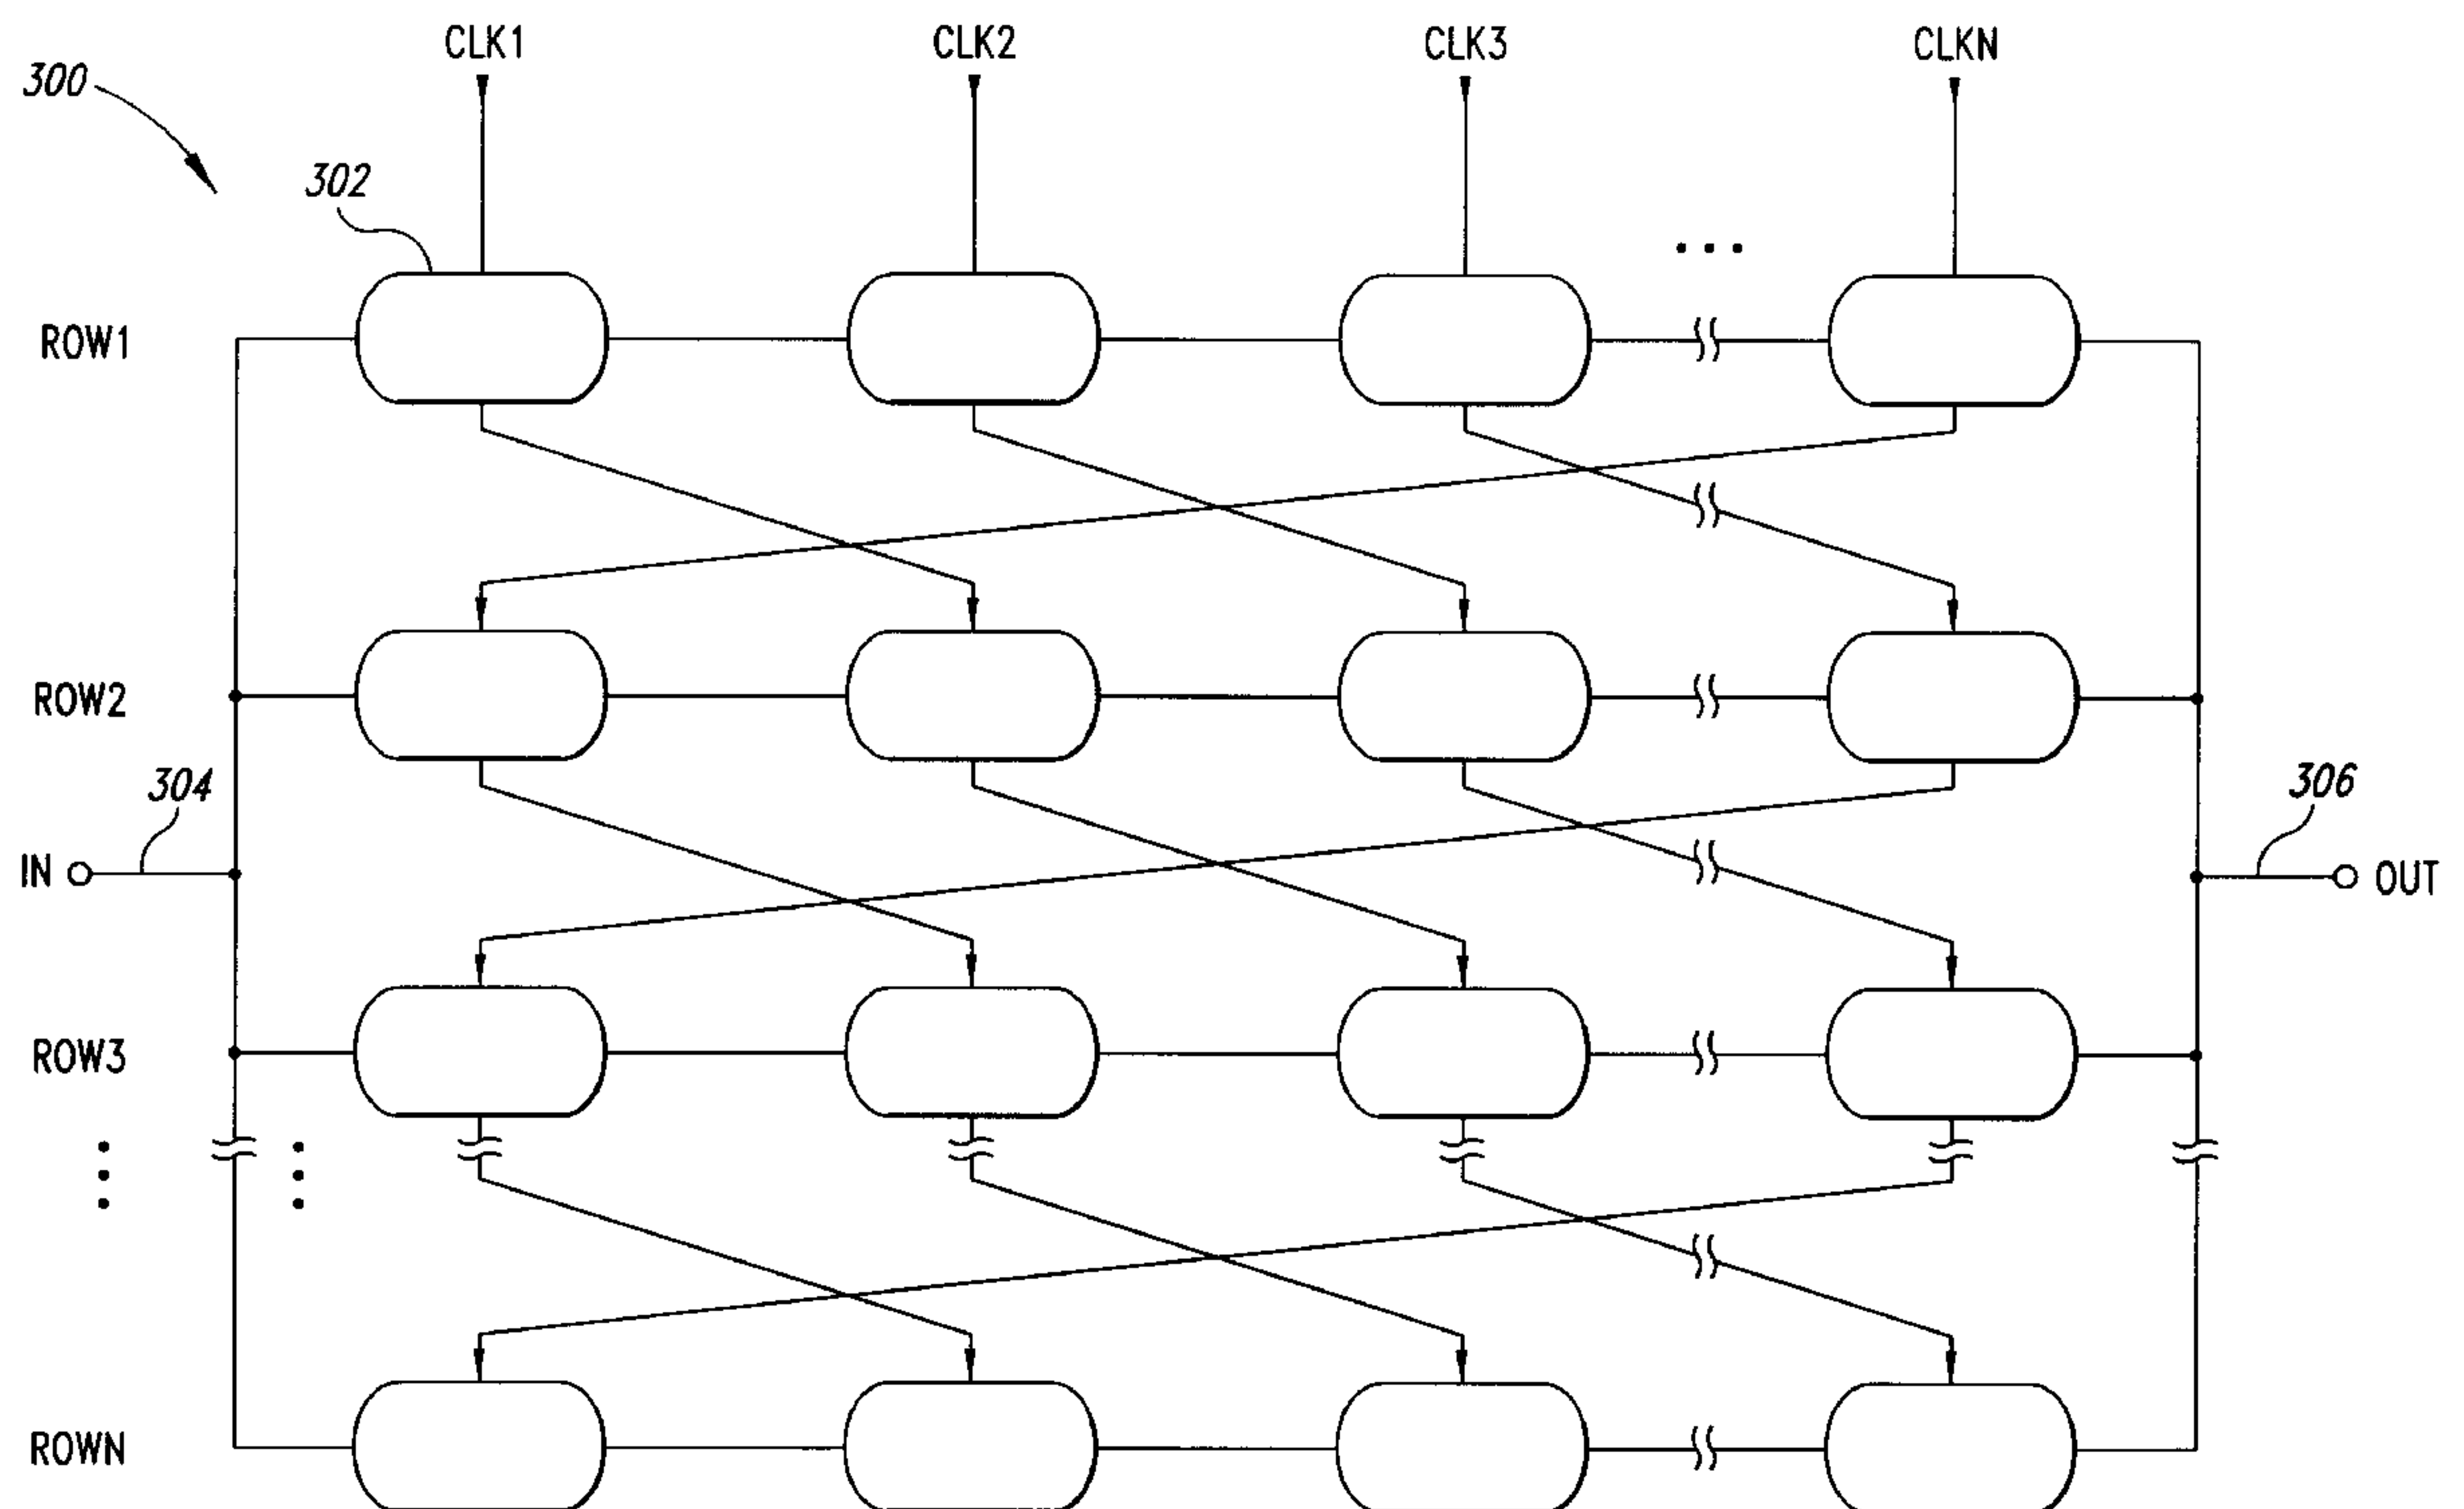 CLK1 CLK2 CLK3 CLKN
300
302
...
ROW1
ROW2
304
306
IN
OUT
ROW3
ROWN